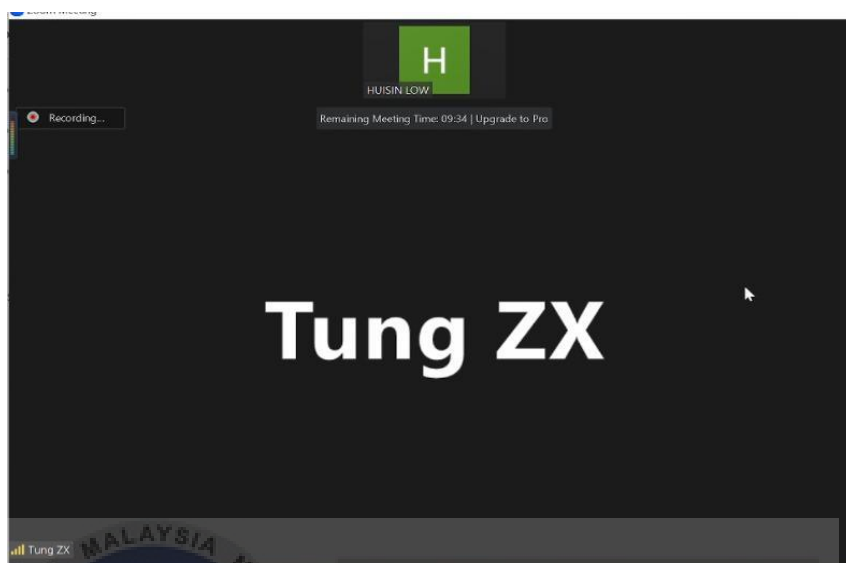 Zoom Meeting
H
HUISIN LOW
Recording...
Remaining Meeting Time: 09:34 | Upgrade to Pro
Tung ZX
Tung ZX
MALAYSIA